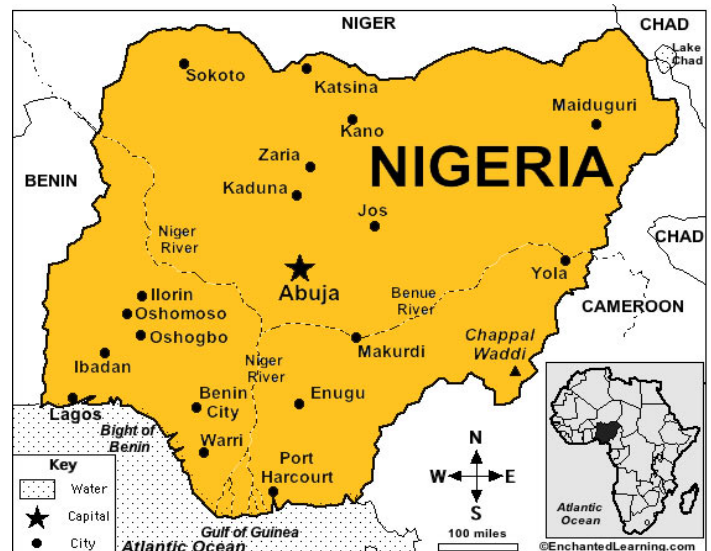 NIGER
CHAD
Lake
Chad
Sokoto
Katsina
Maiduguri
Kano
NIGERIA
Zaria
BENIN
Kaduna
Jos
Niger
River
CHAD
Yola
Abuja
Benue
River
CAMEROON
Ilorin
Oshomoso
Oshogbo
Chappal
Waddi
Makurdi
Ibadan
Niger
River
Benin
City
Enugu
Lagos
Bight of
Benin
Warri
N
W
E
S
Port
Harcourt
Key
Water
Capital
City
Gulf of Guinea
Atlantic Ocean
100 miles
Atlantic
Ocean
©EnchantedLearning.com